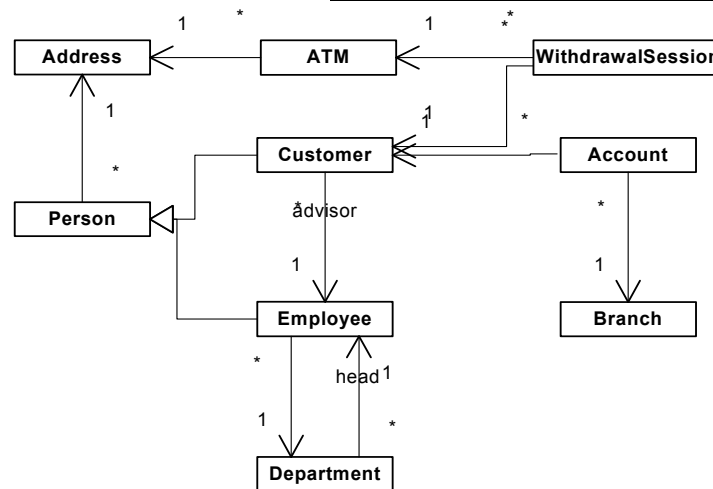 * *
1 * 1 *
Address ATM WithdrawalSession
1 1 *
1
Customer Account
* * *
advisor
Person
1 1
Employee Branch
* head 1
1 *
Department